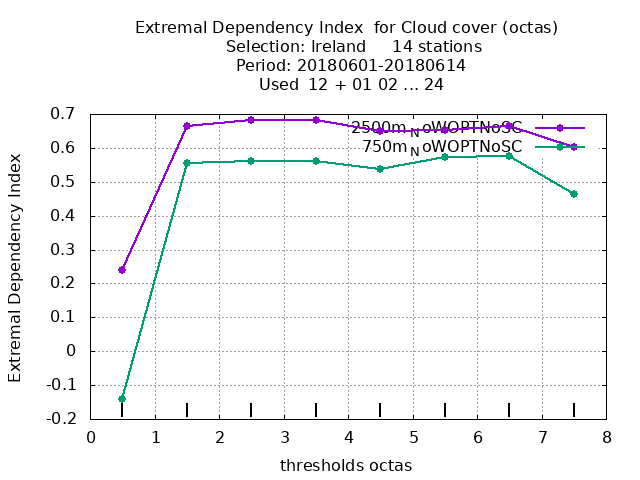 Extremal Dependency Index  for Cloud cover (octas)
Selection: Ireland     14 stations
Period: 20180601-20180614
Used  12 + 01 02 ... 24
Extremal Dependency Index
0.7
0.6
0.5
0.4
0.3
0.2
0.1
0
-0.1
-0.2
2500m_NoWOPTNoSC
750m_NoWOPTNoSC
0 1 2 3 4 5 6 7 8
thresholds octas